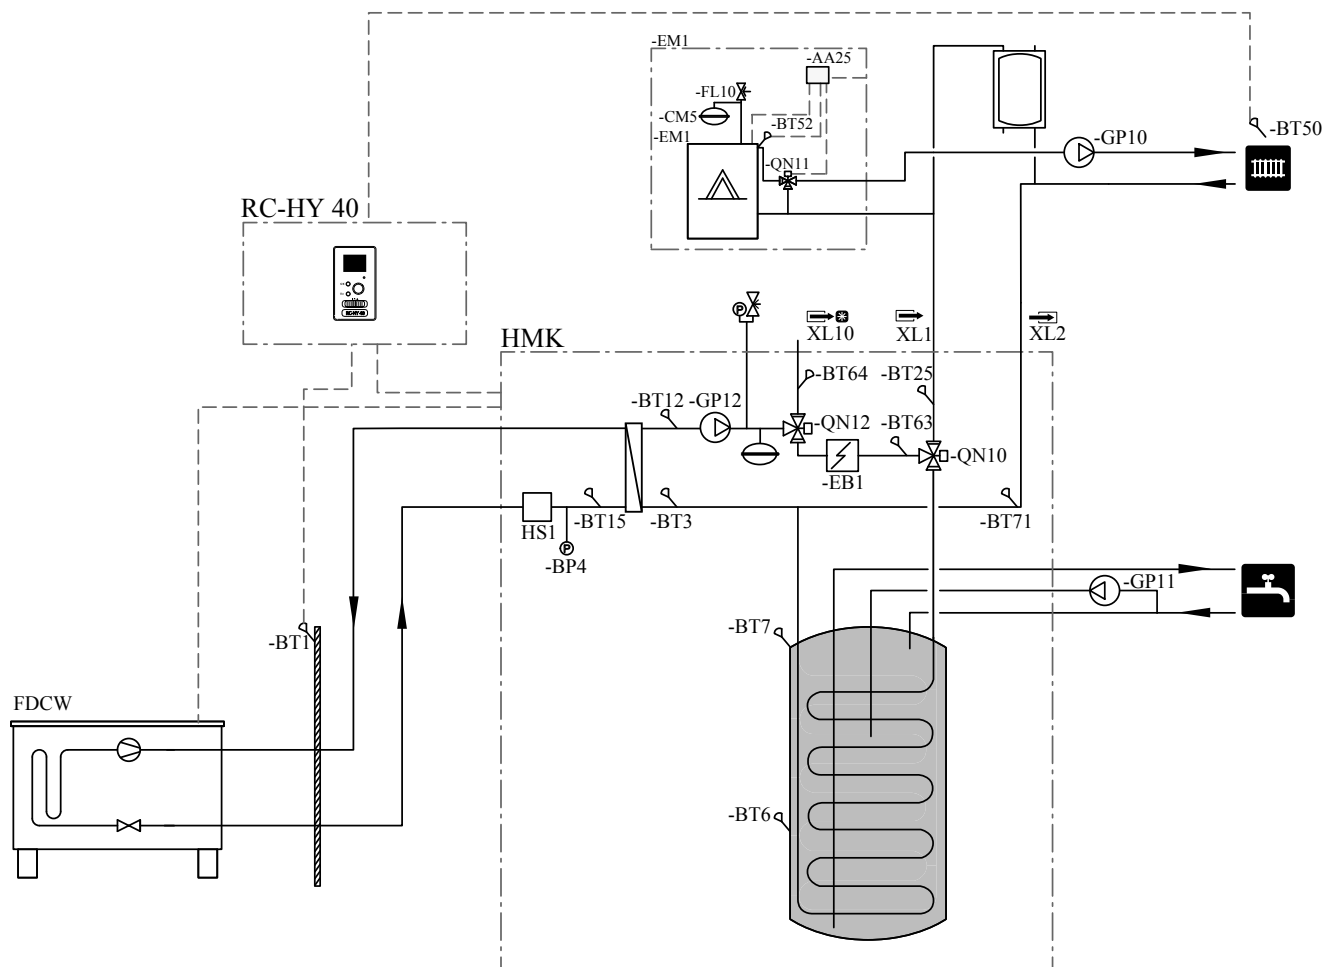 -EM1
-AA25
-FL10
-CM5
-BT52
-EM1
-BT50
-GP10
-QN11
RC-HY 40
RC-HY 40
P
XL10
XL1
XL2
HMK
-BT64
-BT25
-BT12
-GP12
-QN12
-BT63
-QN10
-EB1
HS1
-BT15
-BT3
-BT71
P
-BP4
-GP11
-BT1
-BT7
FDCW
-BT6